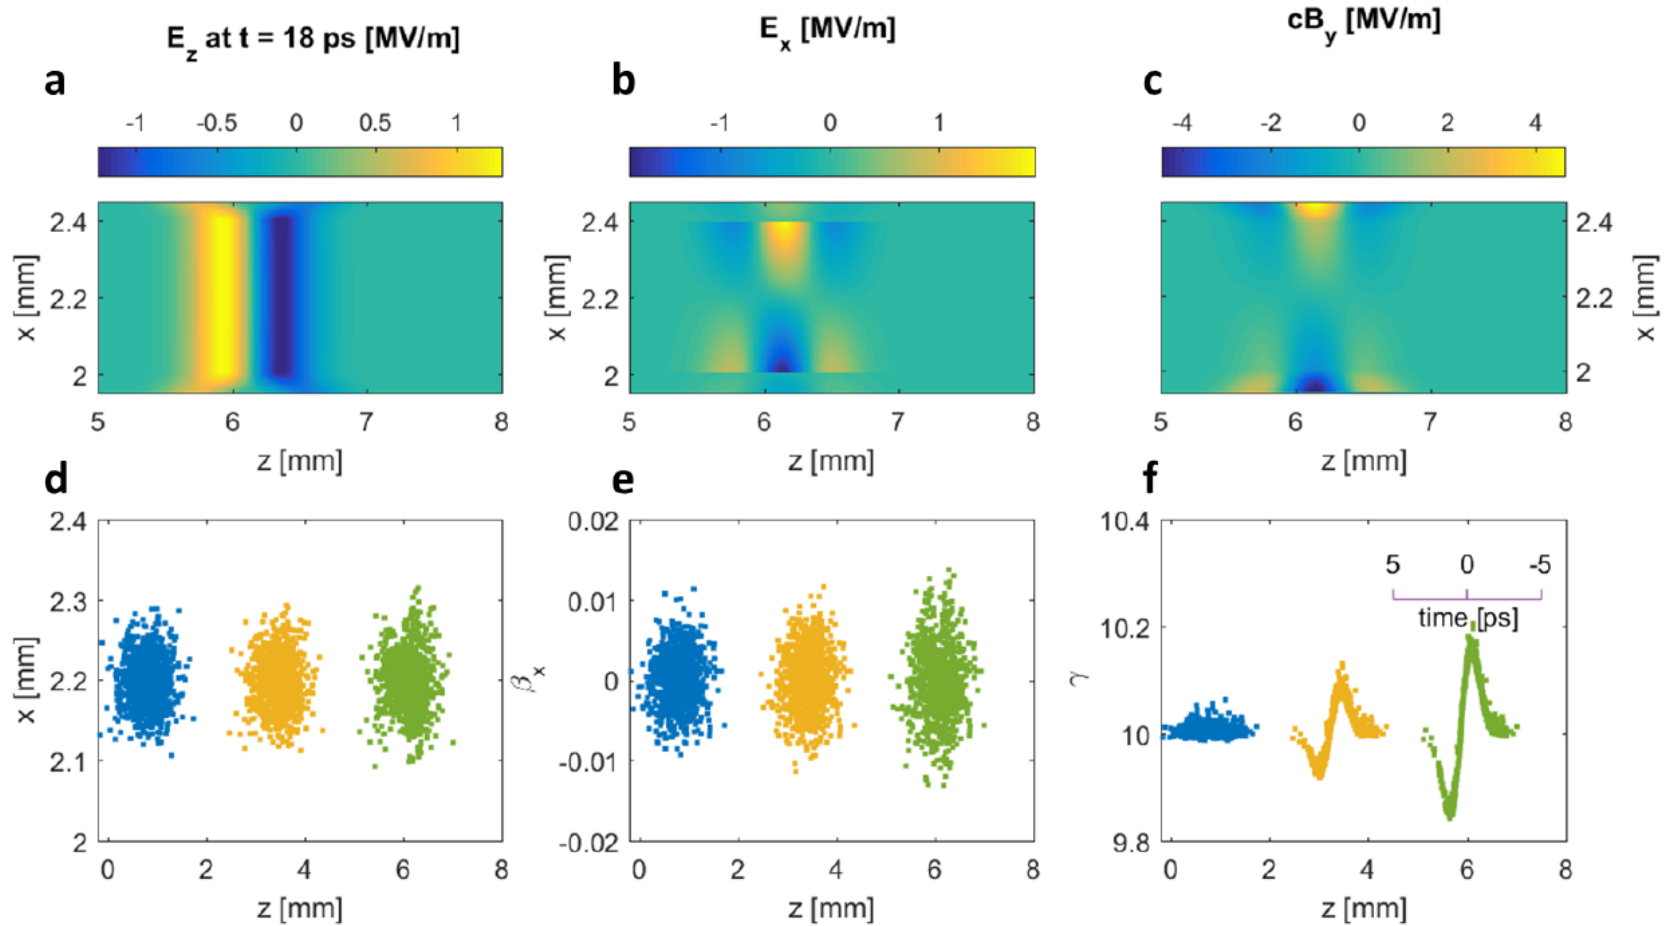 E_z at t = 18 ps [MV/m]
E_x [MV/m]
cB_y [MV/m]
a
b
c
-1 -0.5 0 0.5 1
-1 0 1
-4 -2 0 2 4
2.4
2.2
2
x [mm]
5 6 7 8
z [mm]
2.4
2.2
2
x [mm]
5 6 7 8
z [mm]
2.4
2.2
2
x [mm]
5 6 7 8
z [mm]
d
e
f
2.4
2.3
2.2
2.1
2
x [mm]
0 2 4 6 8
z [mm]
0.02
0.01
0
-0.01
-0.02
β_x
0 2 4 6 8
z [mm]
10.4
10.2
10
9.8
γ
5 0 -5
time [ps]
0 2 4 6 8
z [mm]